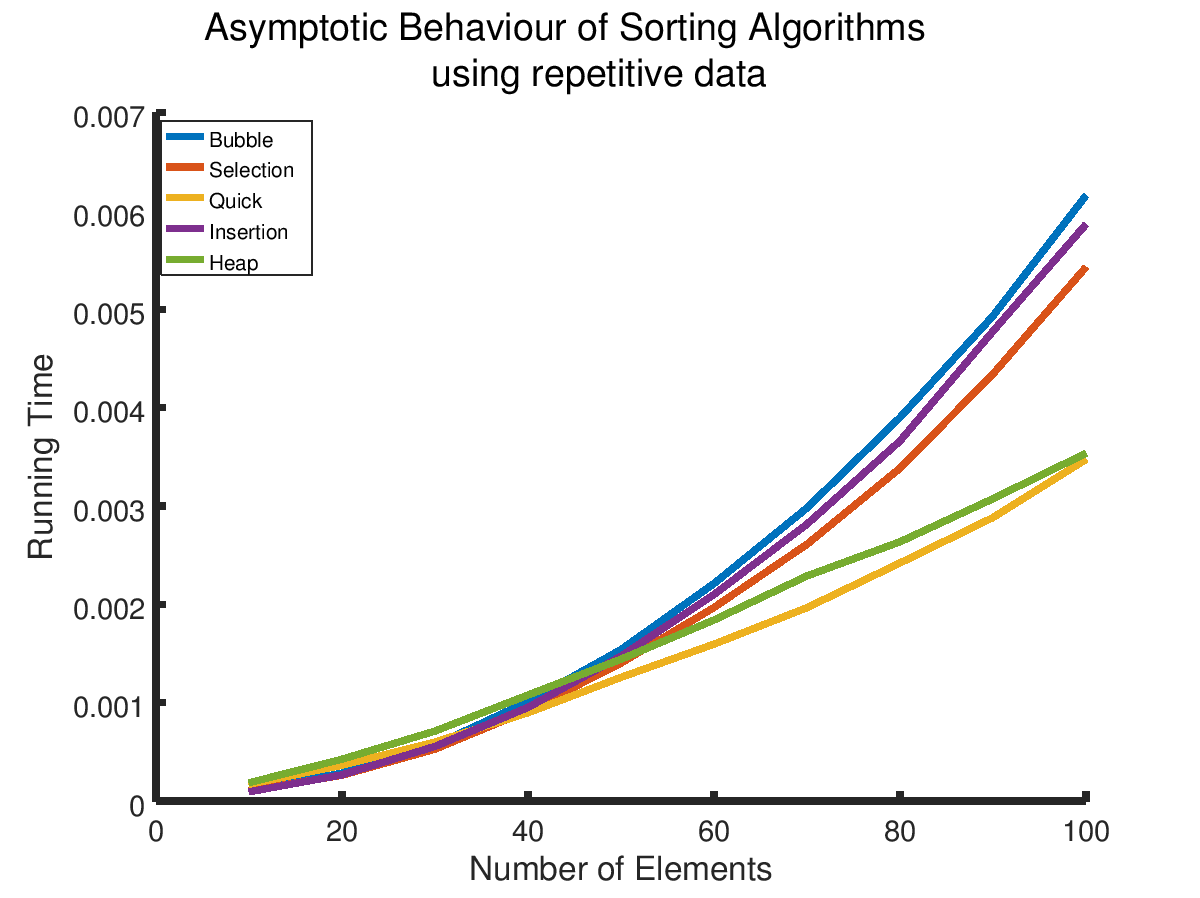 Asymptotic Behaviour of Sorting Algorithms
using repetitive data
0.007
0.006
0.005
0.004
0.003
0.002
0.001
0
Running Time
Bubble
Selection
Quick
Insertion
Heap
0 20 40 60 80 100
Number of Elements